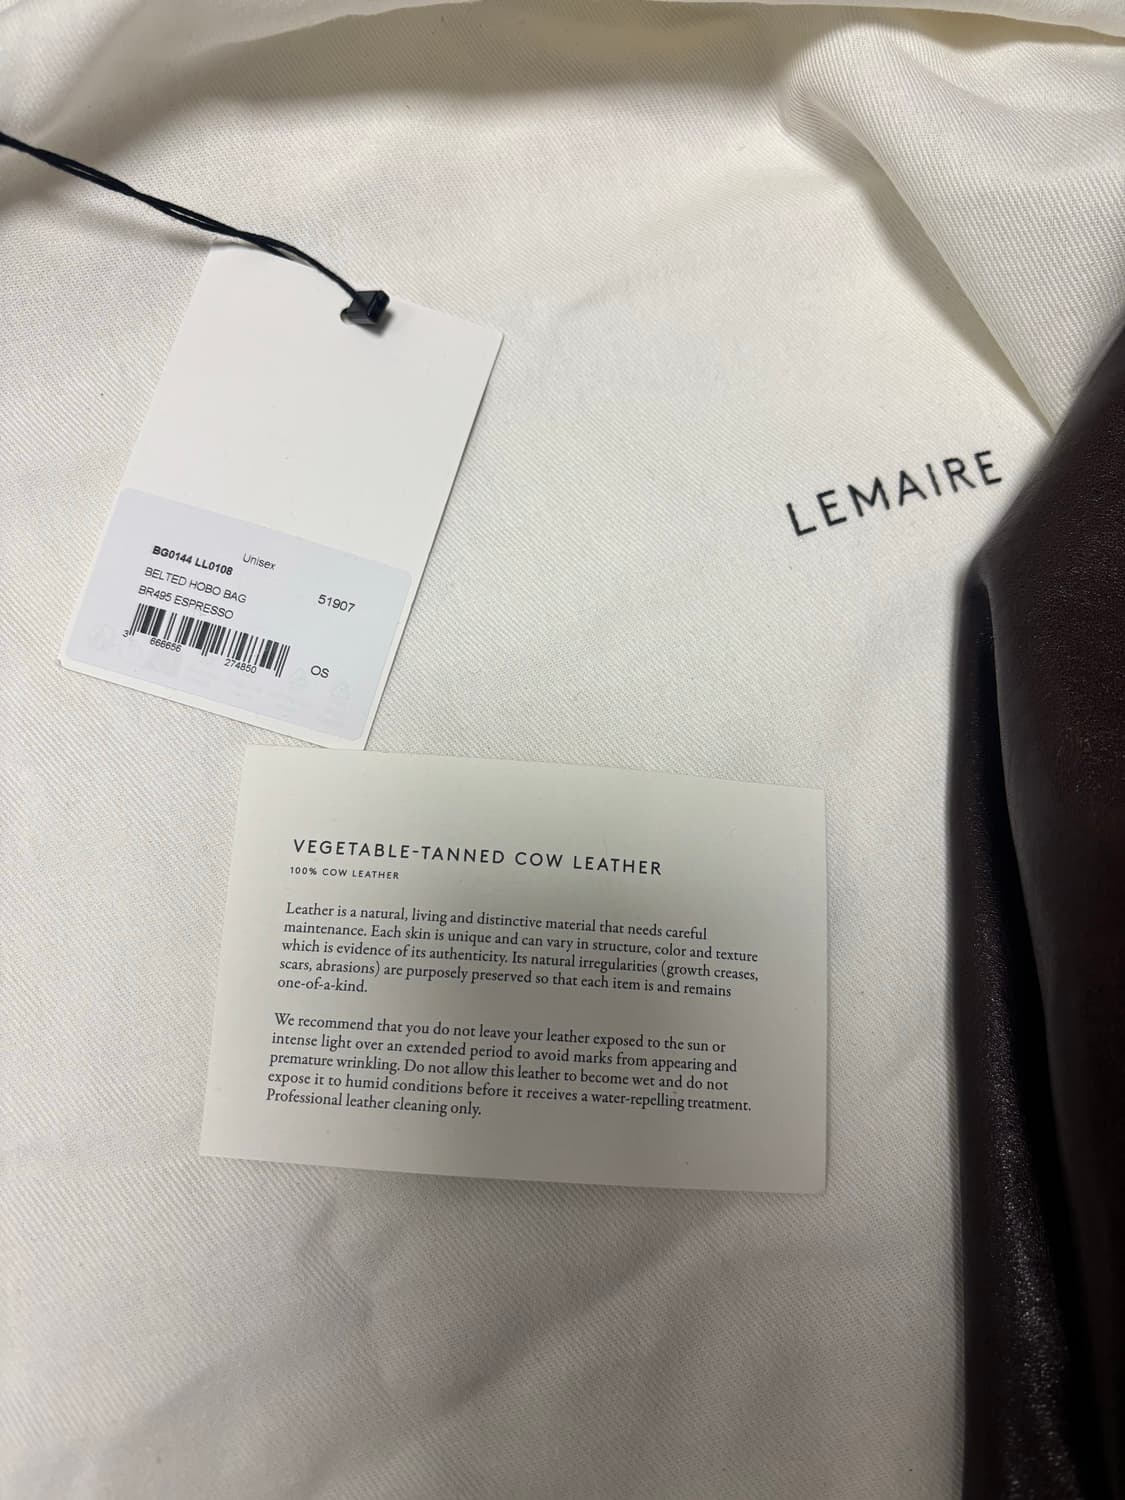 LEMAIRE
BG0144 LL0108 Unisex
BELTED HOBO BAG
BR495 ESPRESSO 51907
3 666656 274850 OS
VEGETABLE-TANNED COW LEATHER
100% COW LEATHER
Leather is a natural, living and distinctive material that needs careful
maintenance. Each skin is unique and can vary in structure, color and texture
which is evidence of its authenticity. Its natural irregularities (growth creases,
scars, abrasions) are purposely preserved so that each item is and remains
one-of-a-kind.
We recommend that you do not leave your leather exposed to the sun or
intense light over an extended period to avoid marks from appearing and
premature wrinkling. Do not allow this leather to become wet and do not
expose it to humid conditions before it receives a water-repelling treatment.
Professional leather cleaning only.